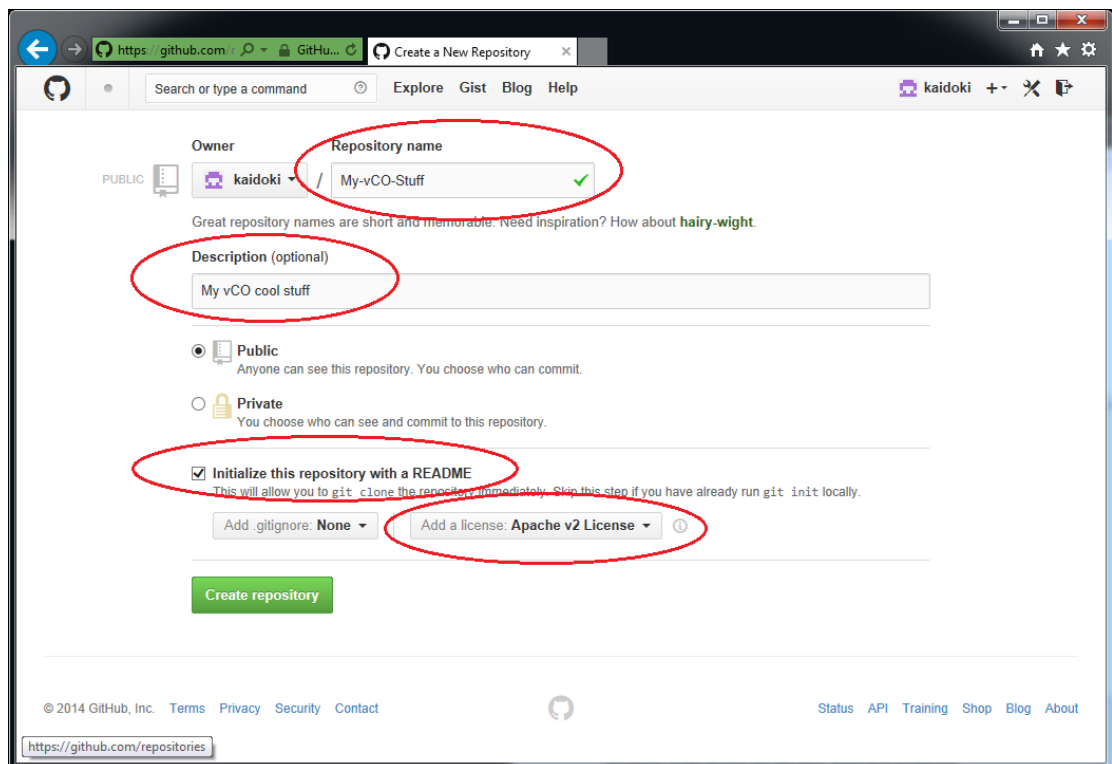 https://github.com/r
GitHu...
Create a New Repository
Search or type a command
Explore Gist Blog Help
kaidoki
Owner
Repository name
PUBLIC
kaidoki / My-vCO-Stuff
Great repository names are short and memorable. Need inspiration? How about hairy-wight.
Description (optional)
My vCO cool stuff
Public
Anyone can see this repository. You choose who can commit.
Private
You choose who can see and commit to this repository.
Initialize this repository with a README
This will allow you to git clone the repository immediately. Skip this step if you have already run git init locally.
Add .gitignore: None
Add a license: Apache v2 License
Create repository
© 2014 GitHub, Inc. Terms Privacy Security Contact
Status API Training Shop Blog About
https://github.com/repositories